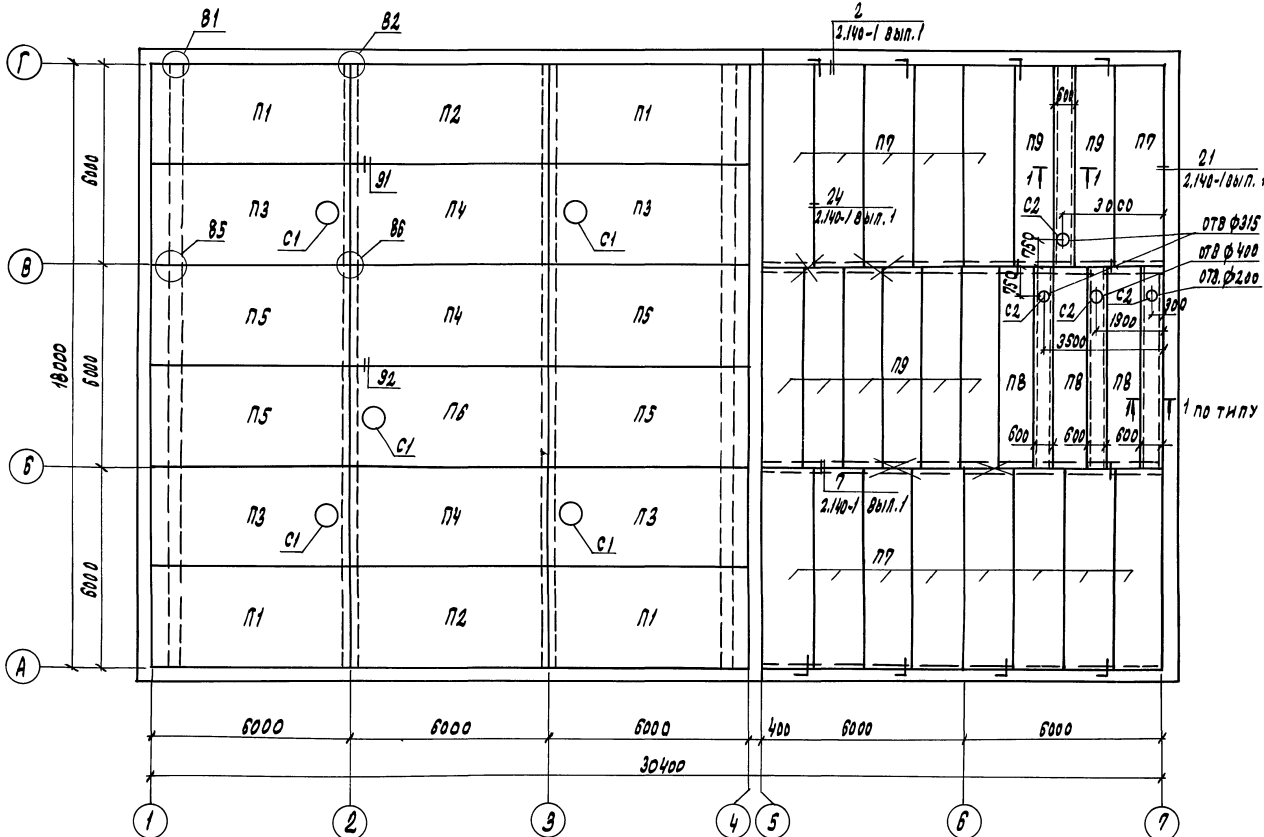 В1
В2
2
2.140-1 вып.1
Г
П1
П2
П1
600
П7
П9
П9
П7
21
2.140-1 вып. 1
6000
91
24
2.140-1 вып.1
1
1
С2
3000
П3
П4
П3
С1
С1
750
отв ф315
В5
В6
отв ф400
отв. ф200
В
750
С2
С2
С2
300
1900
3500
П5
П4
П5
18000
6000
92
П9
П8
П8
П8
П5
П6
П5
С1
1
1 по типу
600
600
600
Б
7
2.140-1 вып.1
П3
П4
П3
С1
С1
6000
П7
П1
П2
П1
А
6000
6000
6000
400
6000
6000
30400
1
2
3
4
5
6
7